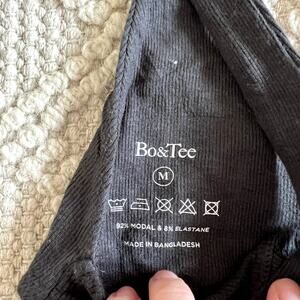 Bo&Tee
M
92% MODAL & 8% ELASTANE
MADE IN BANGLADESH